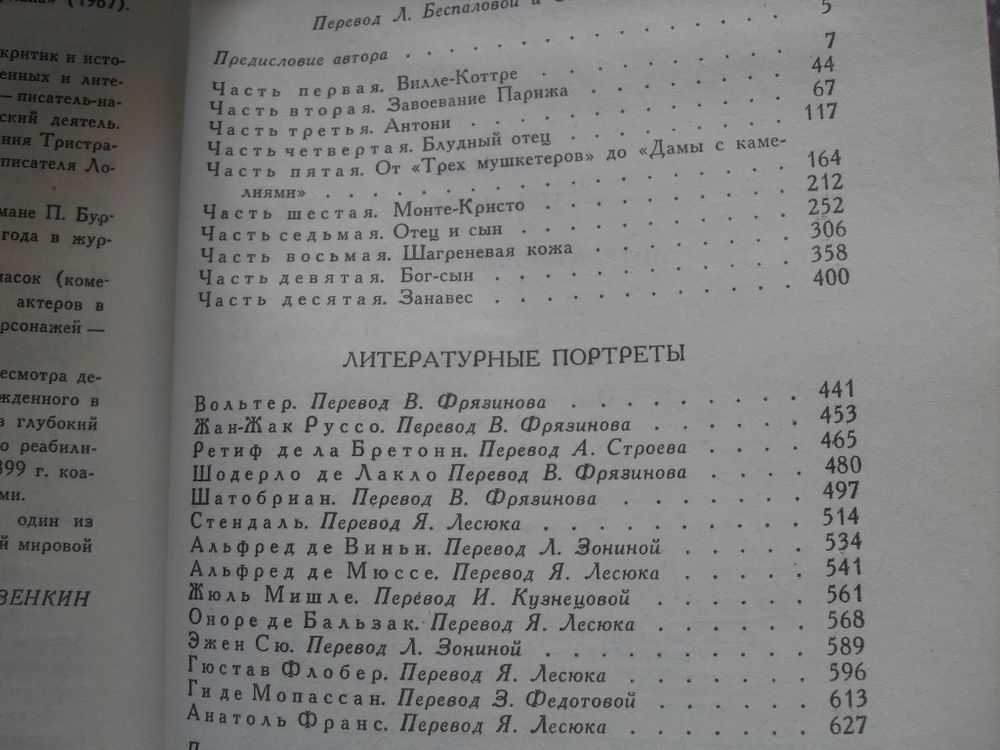 (1967).
критик и исто-
енных и лите-
— писатель-на-
ский деятель.
ния Тристра-
писателя Ло-
мане П. Бур-
года в жур-
масок (коме-
актеров в
рсонажей —
есмотра де-
жденного в
в глубокий
о реабили-
899 г. коа-
ами.
один из
й мировой
ЗЕНКИН
Перевод Л. Беспаловой и
Предисловие автора . . . . . . . . . . 5
Часть первая. Вилле-Коттре . . . . . . . 7
Часть вторая. Завоевание Парижа . . . . . . 44
Часть третья. Антони . . . . . . . . . 67
Часть четвертая. Блудный отец . . . . . . 117
Часть пятая. От «Трех мушкетеров» до «Дамы с каме-
лиями» . . . . . . . . . . . . 164
Часть шестая. Монте-Кристо . . . . . . . 212
Часть седьмая. Отец и сын . . . . . . . 252
Часть восьмая. Шагреневая кожа . . . . . . 306
Часть девятая. Бог-сын . . . . . . . . 358
Часть десятая. Занавес . . . . . . . . 400
ЛИТЕРАТУРНЫЕ ПОРТРЕТЫ
Вольтер. Перевод В. Фрязинова . . . . . . . 441
Жан-Жак Руссо. Перевод В. Фрязинова . . . . . 453
Ретиф де ла Бретонн. Перевод А. Строева . . . . 465
Шодерло де Лакло Перевод В. Фрязинова . . . . 480
Шатобриан. Перевод В. Фрязинова . . . . . . 497
Стендаль. Перевод Я. Лесюка . . . . . . . . 514
Альфред де Виньи. Перевод Л. Зониной . . . . . 534
Альфред де Мюссе. Перевод Я. Лесюка . . . . . 541
Жюль Мишле. Перевод И. Кузнецовой . . . . . 561
Оноре де Бальзак. Перевод Я. Лесюка . . . . . 568
Эжен Сю. Перевод Л. Зониной . . . . . . . 589
Гюстав Флобер. Перевод Я. Лесюка . . . . . . 596
Ги де Мопассан. Перевод З. Федотовой . . . . . 613
Анатоль Франс. Перевод Я. Лесюка . . . . . . 627